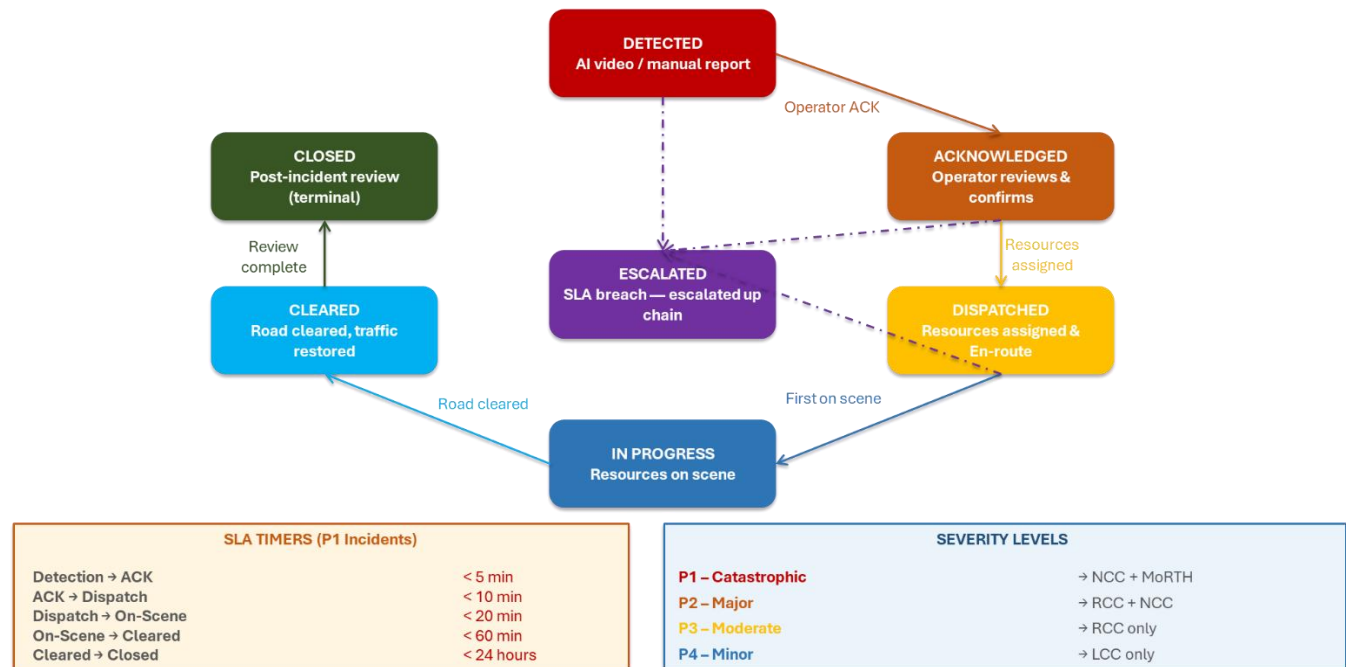 DETECTED
AI video / manual report
Operator ACK
CLOSED
Post-incident review
(terminal)
ACKNOWLEDGED
Operator reviews &
confirms
Review
complete
Resources
assigned
ESCALATED
SLA breach — escalated up
chain
CLEARED
Road cleared, traffic
restored
DISPATCHED
Resources assigned &
En-route
Road cleared
First on scene
IN PROGRESS
Resources on scene
SLA TIMERS (P1 Incidents)
Detection → ACK < 5 min
ACK → Dispatch < 10 min
Dispatch → On-Scene < 20 min
On-Scene → Cleared < 60 min
Cleared → Closed < 24 hours
SEVERITY LEVELS
P1 – Catastrophic → NCC + MoRTH
P2 – Major → RCC + NCC
P3 – Moderate → RCC only
P4 – Minor → LCC only